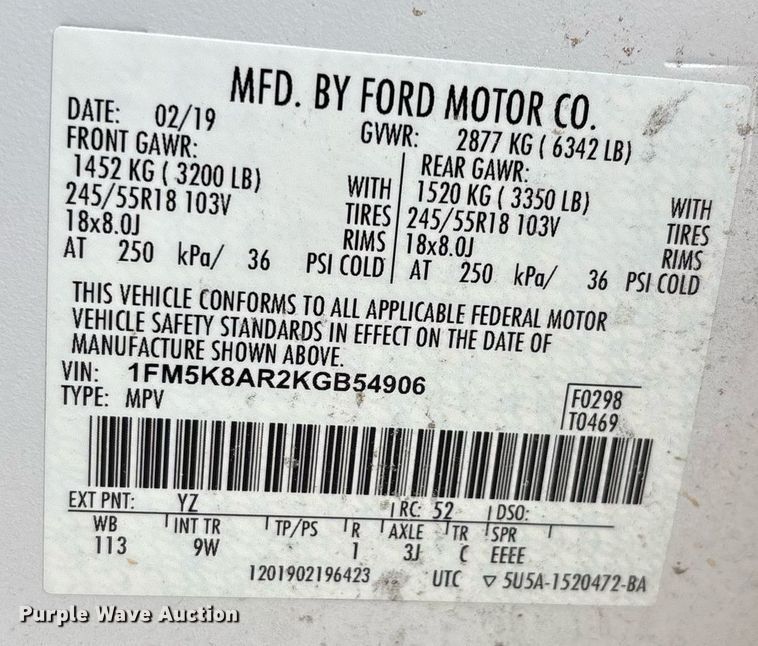 MFD. BY FORD MOTOR CO.
DATE: 02/19 GVWR: 2877 KG ( 6342 LB)
FRONT GAWR: REAR GAWR:
1452 KG ( 3200 LB) WITH 1520 KG ( 3350 LB) WITH
245/55R18 103V TIRES 245/55R18 103V TIRES
18x8.0J RIMS 18x8.0J RIMS
AT 250 kPa/ 36 PSI COLD AT 250 kPa/ 36 PSI COLD
THIS VEHICLE CONFORMS TO ALL APPLICABLE FEDERAL MOTOR
VEHICLE SAFETY STANDARDS IN EFFECT ON THE DATE OF
MANUFACTURE SHOWN ABOVE.
VIN: 1FM5K8AR2KGB54906
TYPE: MPV
F0298
T0469
EXT PNT: YZ RC: 52 DSO:
WB INT TR TP/PS R AXLE TR SPR
113 9W 1 3J C EEEE
1201902196423 UTC ▽ 5U5A-1520472-BA
Purple Wave Auction